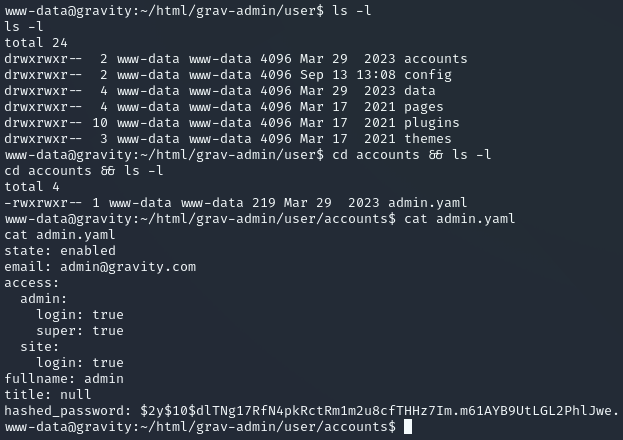 www-data@gravity:~/html/grav-admin/user$ ls -l
ls -l
total 24
drwxrwxr--  2 www-data www-data 4096 Mar 29  2023 accounts
drwxrwxr--  2 www-data www-data 4096 Sep 13 13:08 config
drwxrwxr--  4 www-data www-data 4096 Mar 29  2023 data
drwxrwxr--  4 www-data www-data 4096 Mar 17  2021 pages
drwxrwxr-- 10 www-data www-data 4096 Mar 17  2021 plugins
drwxrwxr--  3 www-data www-data 4096 Mar 17  2021 themes
www-data@gravity:~/html/grav-admin/user$ cd accounts && ls -l
cd accounts && ls -l
total 4
-rwxrwxr-- 1 www-data www-data 219 Mar 29  2023 admin.yaml
www-data@gravity:~/html/grav-admin/user/accounts$ cat admin.yaml
cat admin.yaml
state: enabled
email: admin@gravity.com
access:
  admin:
    login: true
    super: true
  site:
    login: true
fullname: admin
title: null
hashed_password: $2y$10$dlTNg17RfN4pkRctRm1m2u8cfTHHz7Im.m61AYB9UtLGL2PhlJwe.
www-data@gravity:~/html/grav-admin/user/accounts$